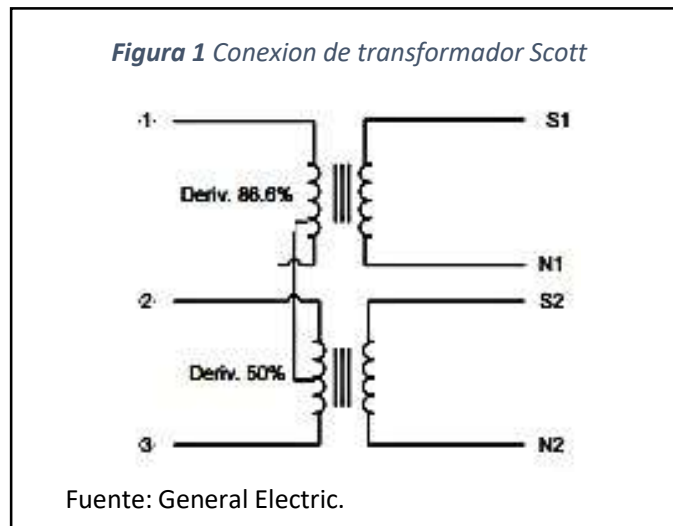 Figura 1 Conexion de transformador Scott
·1·
S1
Deriv. 86.6%
N1
·2·
S2
Deriv. 50%
·3·
N2
Fuente: General Electric.